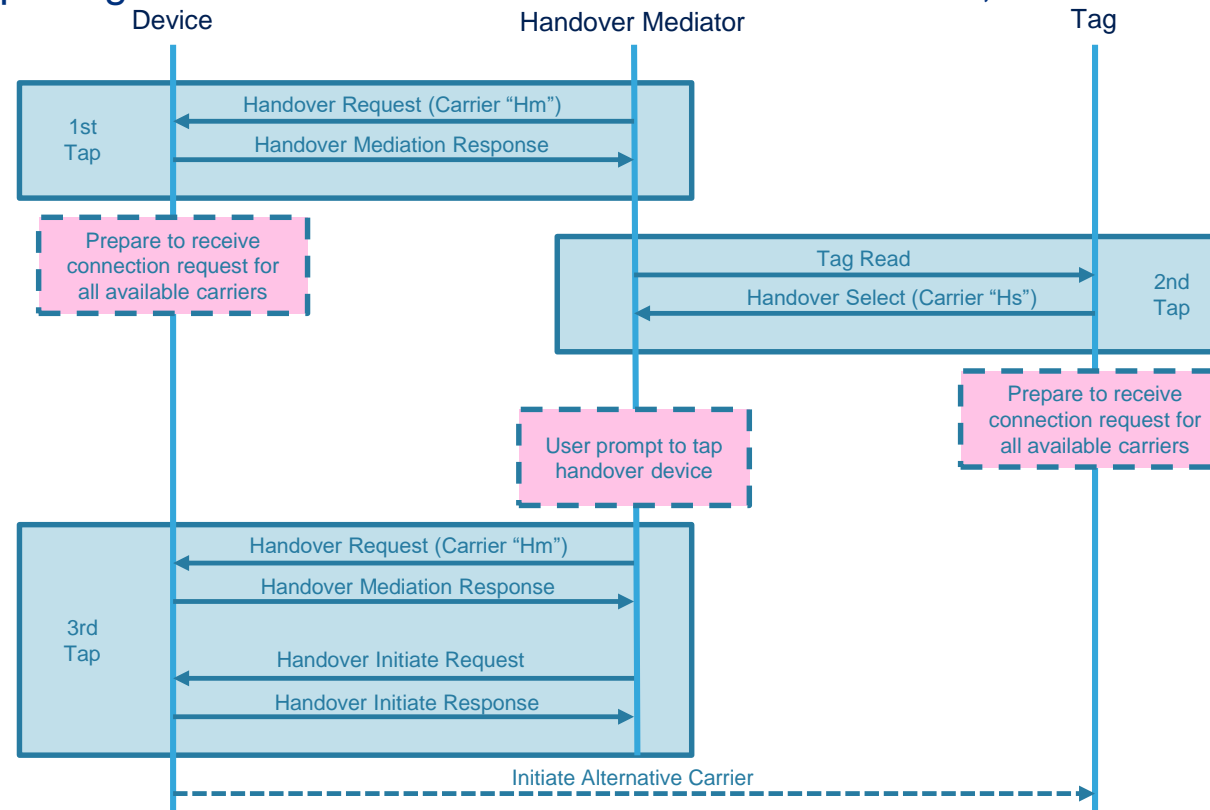 Device
Handover Mediator
Tag
1st
Tap
Handover Request (Carrier “Hm”)
Handover Mediation Response
Prepare to receive
connection request for
all available carriers
Tag Read
Handover Select (Carrier “Hs”)
2nd
Tap
Prepare to receive
connection request for
all available carriers
User prompt to tap
handover device
3rd
Tap
Handover Request (Carrier “Hm”)
Handover Mediation Response
Handover Initiate Request
Handover Initiate Response
Initiate Alternative Carrier